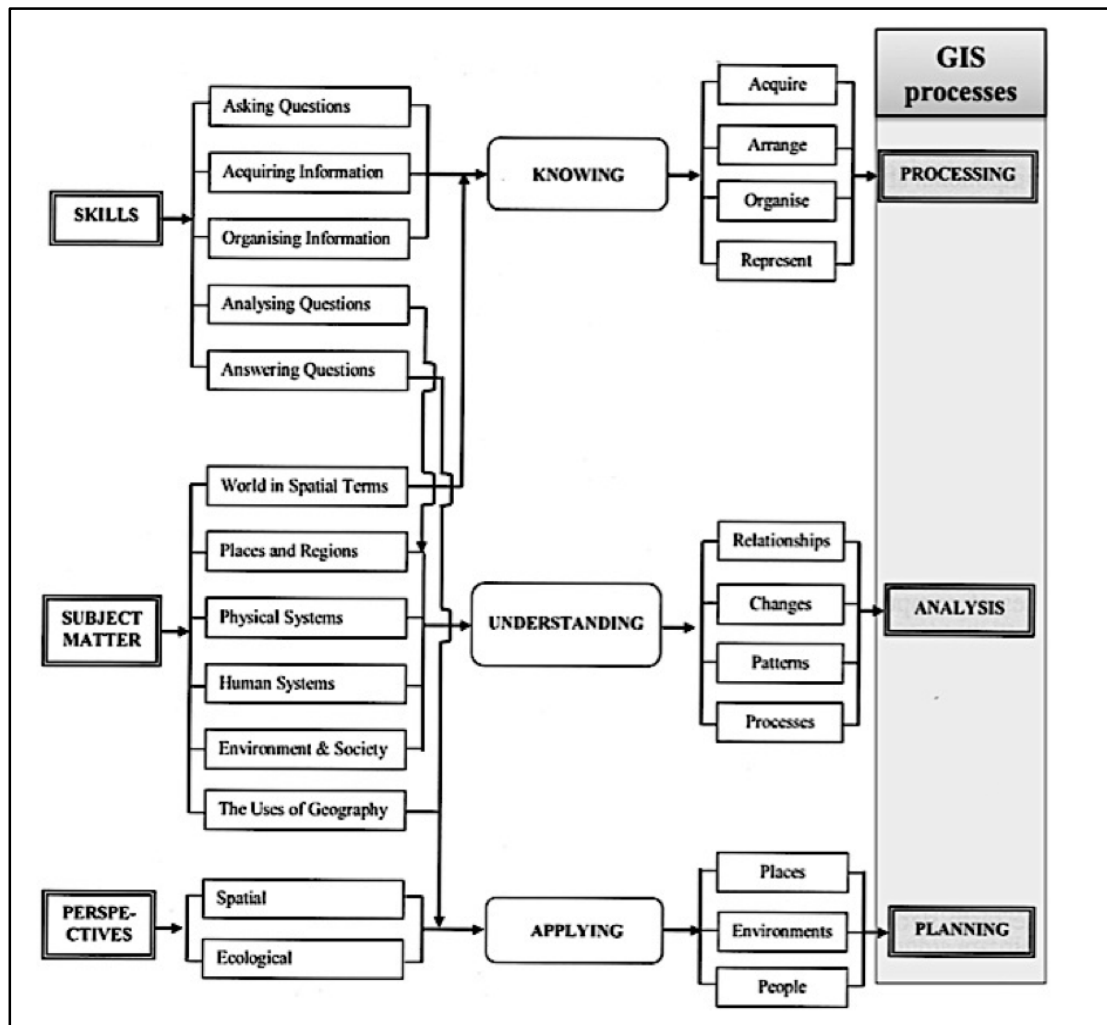 GIS
processes
Acquire
Asking Questions
Arrange
Acquiring Information
KNOWING
PROCESSING
SKILLS
Organise
Organising Information
Represent
Analysing Questions
Answering Questions
World in Spatial Terms
Places and Regions
Relationships
SUBJECT
MATTER
Physical Systems
UNDERSTANDING
Changes
ANALYSIS
Human Systems
Patterns
Environment & Society
Processes
The Uses of Geography
Places
PERSPE-
CTIVES
Spatial
APPLYING
Environments
PLANNING
Ecological
People